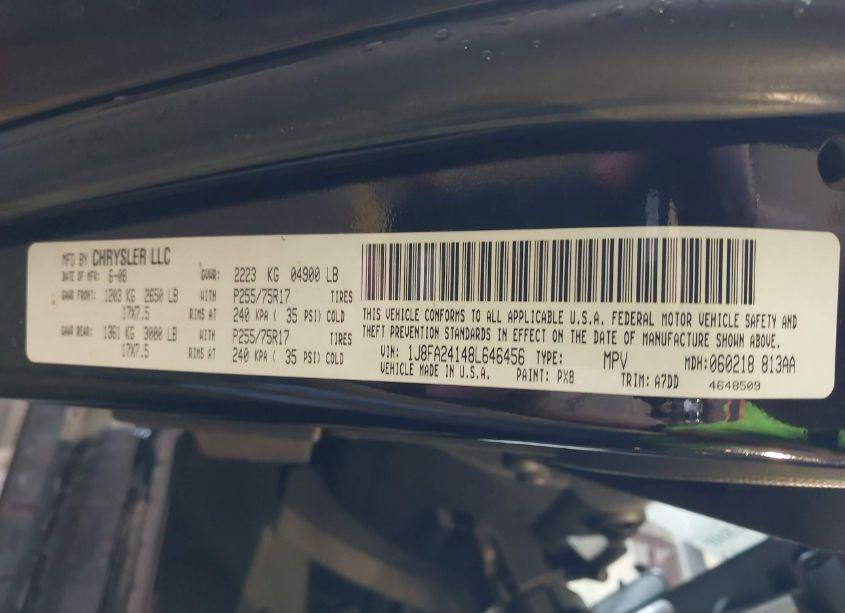 MFD BY CHRYSLER LLC
DATE OF MFR: 6-08 GVWR: 2223 KG 04900 LB
GAWR FRONT: 1203 KG 2650 LB WITH P255/75R17 TIRES
17X7.5 RIMS AT 240 KPA ( 35 PSI) COLD
GAWR REAR: 1361 KG 3000 LB WITH P255/75R17 TIRES
17X7.5 RIMS AT 240 KPA ( 35 PSI) COLD
THIS VEHICLE CONFORMS TO ALL APPLICABLE U.S.A. FEDERAL MOTOR VEHICLE SAFETY AND
THEFT PREVENTION STANDARDS IN EFFECT ON THE DATE OF MANUFACTURE SHOWN ABOVE.
VIN: 1J8FA24148L646456 TYPE: MPV MDH:060218 813AA
VEHICLE MADE IN U.S.A. PAINT: PX8 TRIM: A7DD 4648509